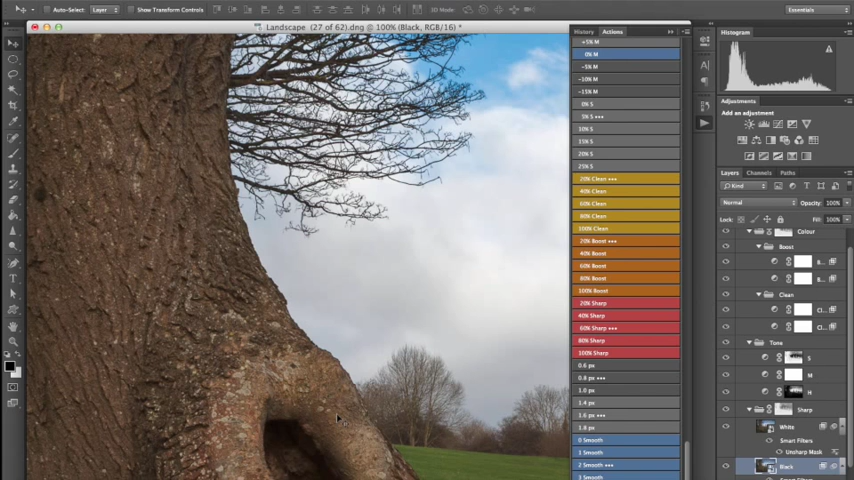 Auto-Select:
Layer
Show Transform Controls
3D Mode:
Essentials
Landscape (27 of 62).dng @ 100% (Black, RGB/16) *
History
Actions
+5% M
0% M
-5% M
-10% M
-15% M
0% S
5% S •••
10% S
15% S
20% S
25% S
20% Clean •••
40% Clean
60% Clean
80% Clean
100% Clean
20% Boost •••
40% Boost
60% Boost
80% Boost
100% Boost
20% Sharp
40% Sharp
60% Sharp •••
80% Sharp
100% Sharp
0.6 px
0.8 px •••
1.0 px
1.4 px
1.6 px •••
1.8 px
0 Smooth
1 Smooth
2 Smooth •••
3 Smooth
Histogram
Adjustments
Add an adjustment
Layers
Channels
Paths
Kind
Normal
Opacity: 100%
Lock:
Fill: 100%
Colour
Boost
B...
B...
Clean
Cl...
Cl...
Tone
S
M
H
Sharp
White
Smart Filters
Unsharp Mask
Black
Smart Filters